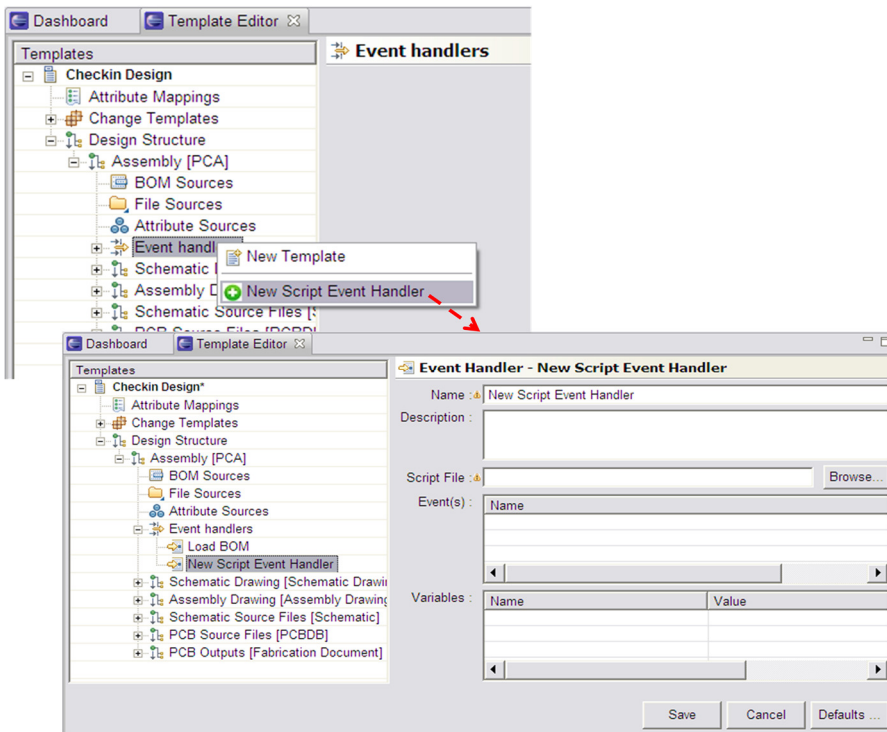 Dashboard
Template Editor
Templates
Event handlers
Checkin Design
Attribute Mappings
Change Templates
Design Structure
Assembly [PCA]
BOM Sources
File Sources
Attribute Sources
Event handl
New Template
Schematic
New Script Event Handler
Assembly D
Schematic Source Files [S
PCB Source Files [PCBD
Dashboard
Template Editor
Templates
Event Handler - New Script Event Handler
Checkin Design*
Attribute Mappings
Change Templates
Design Structure
Assembly [PCA]
BOM Sources
File Sources
Attribute Sources
Event handlers
Load BOM
New Script Event Handler
Schematic Drawing [Schematic Drawi
Assembly Drawing [Assembly Drawing
Schematic Source Files [Schematic]
PCB Source Files [PCBDB]
PCB Outputs [Fabrication Document]
Name :
New Script Event Handler
Description :
Script File :
Browse...
Event(s) :
Name
Variables :
Name
Value
Save
Cancel
Defaults ...